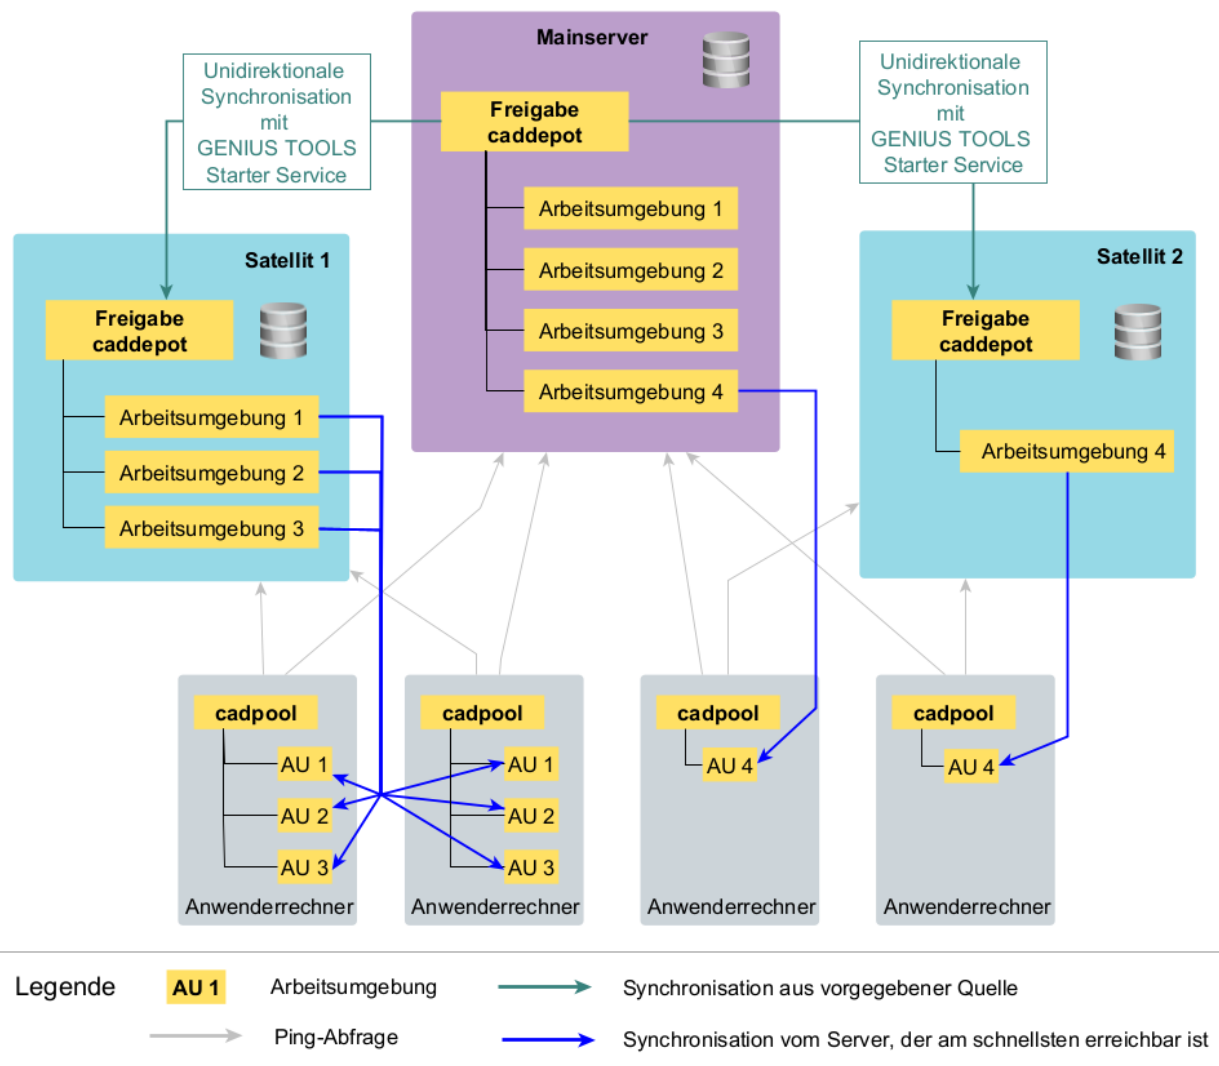 Mainserver
Freigabe
caddepot
Arbeitsumgebung 1
Arbeitsumgebung 2
Arbeitsumgebung 3
Arbeitsumgebung 4
Unidirektionale
Synchronisation
mit
GENIUS TOOLS
Starter Service
Unidirektionale
Synchronisation
mit
GENIUS TOOLS
Starter Service
Satellit 1
Freigabe
caddepot
Arbeitsumgebung 1
Arbeitsumgebung 2
Arbeitsumgebung 3
Satellit 2
Freigabe
caddepot
Arbeitsumgebung 4
cadpool
AU 1
AU 2
AU 3
Anwenderrechner
cadpool
AU 1
AU 2
AU 3
Anwenderrechner
cadpool
AU 4
Anwenderrechner
cadpool
AU 4
Anwenderrechner
Legende
AU 1
Arbeitsumgebung
Synchronisation aus vorgegebener Quelle
Ping-Abfrage
Synchronisation vom Server, der am schnellsten erreichbar ist